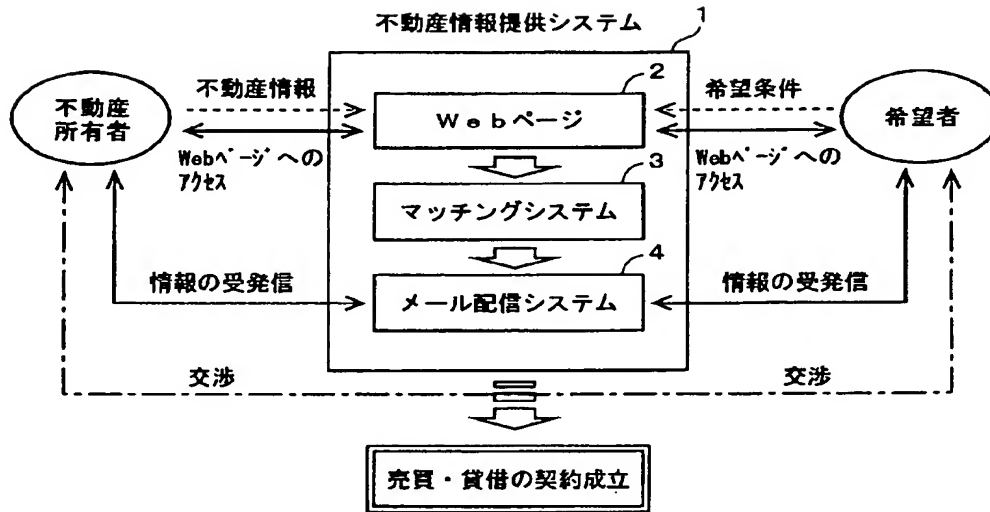 不動産情報提供システム
1
不動産
所有者
不動産情報
Webﾍﾟｰｼﾞへの
ｱｸｾｽ
2
Ｗｅｂページ
希望条件
Webﾍﾟｰｼﾞへの
ｱｸｾｽ
希望者
3
マッチングシステム
4
メール配信システム
情報の受発信
情報の受発信
交渉
交渉
売買・貸借の契約成立